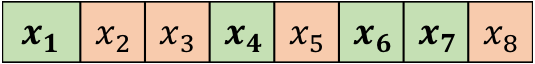 x₁ x₂ x₃ x₄ x₅ x₆ x₇ x₈